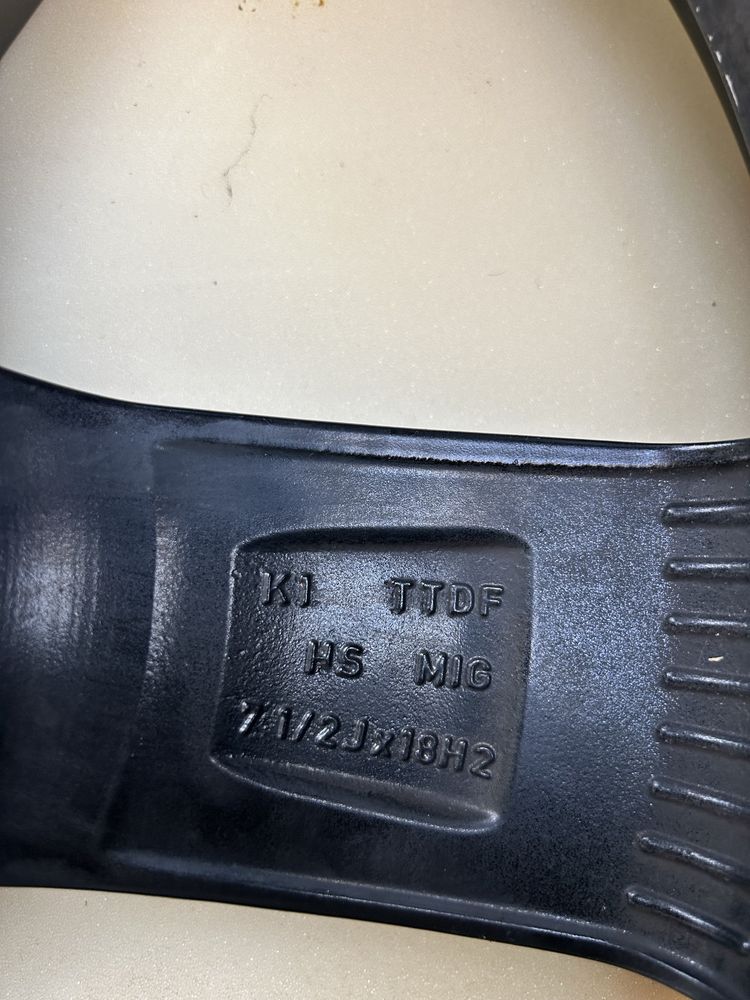 K1 TTDF
HS MIG
7 1/2Jx18H2